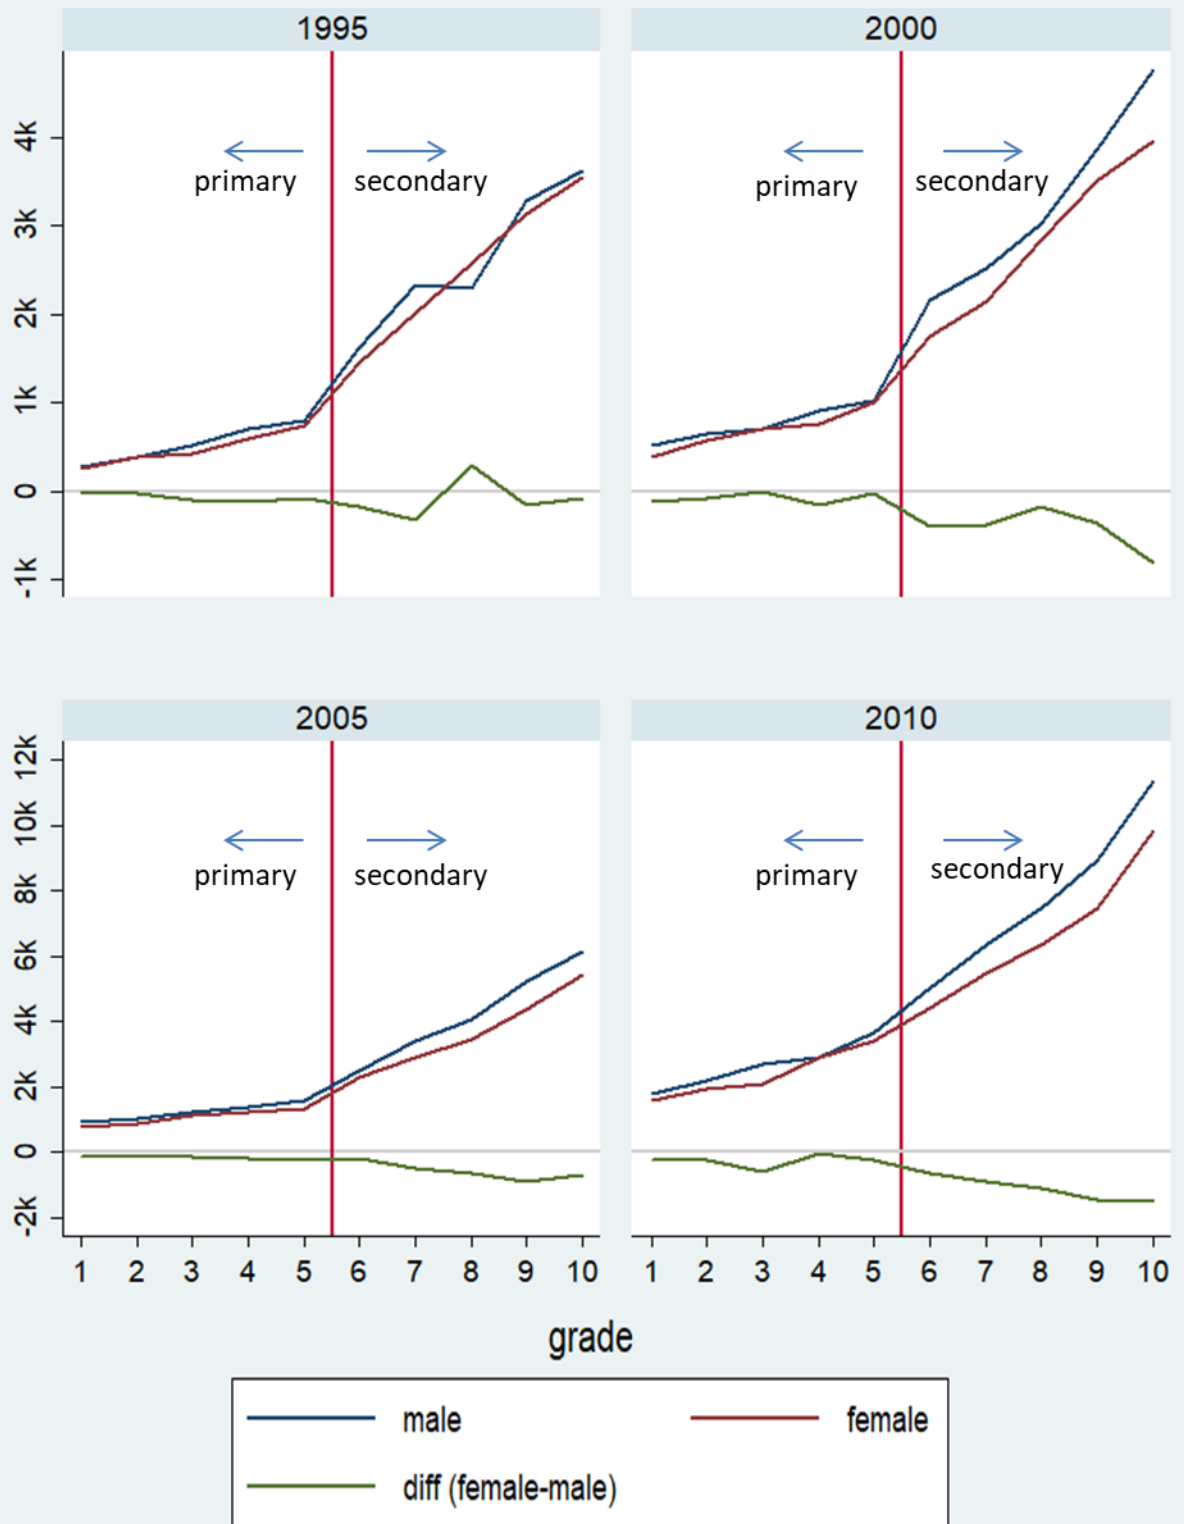 1995 2000
4k
3k
2k
1k
0
-1k
primary secondary primary secondary
2005 2010
12k
10k
8k
6k
4k
2k
0
-2k
primary secondary primary secondary
1 2 3 4 5 6 7 8 9 10 1 2 3 4 5 6 7 8 9 10
grade
male female
diff (female-male)